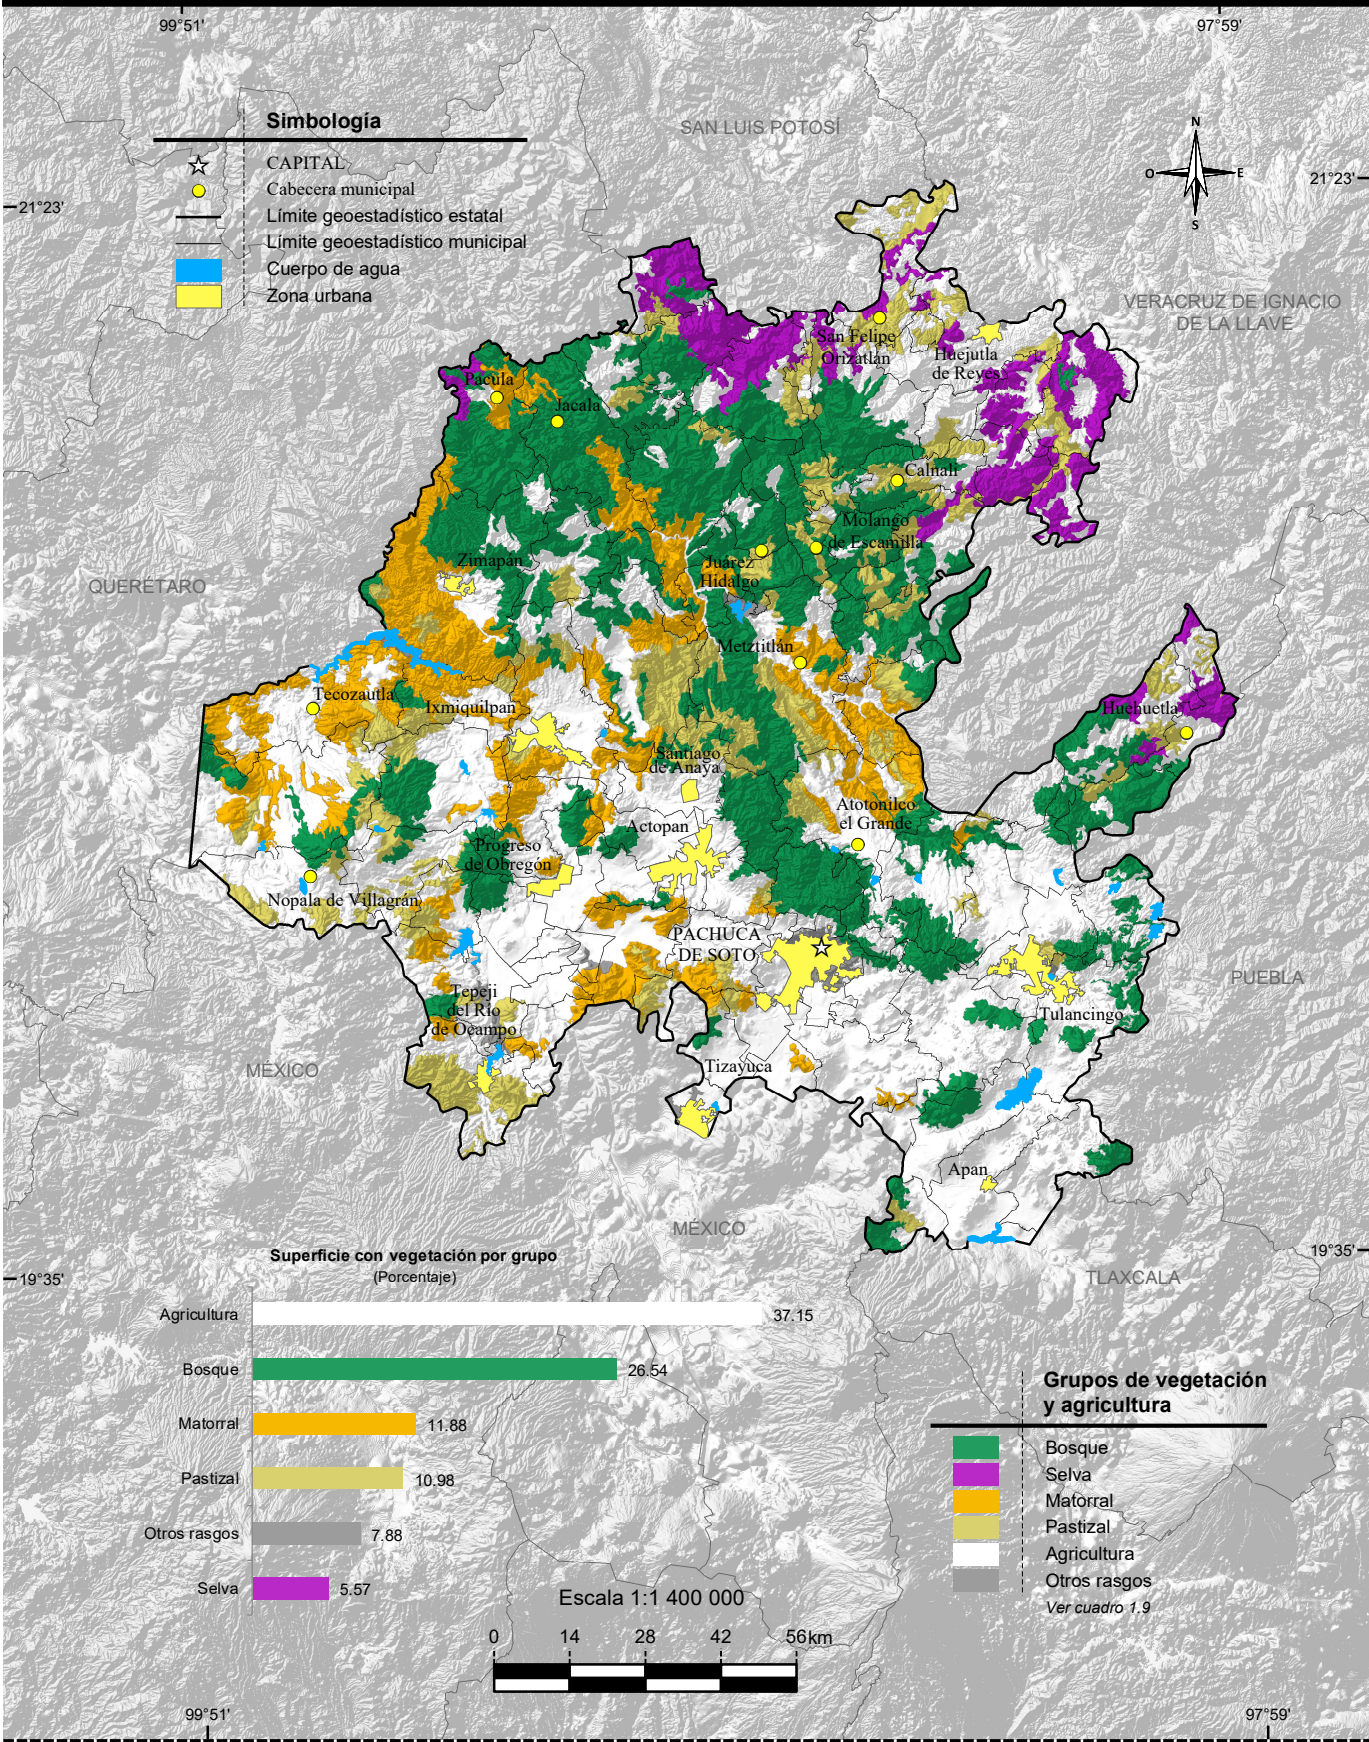 99°51'
97°59'
Simbología
CAPITAL
Cabecera municipal
Límite geoestadístico estatal
Límite geoestadístico municipal
Cuerpo de agua
Zona urbana
SAN LUIS POTOSÍ
N
O
E
S
21°23'
21°23'
VERACRUZ DE IGNACIO
DE LA LLAVE
San Felipe
Orizatlán
Huejutla
de Reyes
Pacula
Jacala
Calnali
Molango
de Escamilla
Zimapan
Juárez
Hidalgo
QUERÉTARO
Metztitlán
Tecozautla
Ixmiquilpan
Huehuetla
Santiago
de Anaya
Atotonilco
el Grande
Actopan
Progreso
de Obregón
Nopala de Villagrán
PACHUCA
DE SOTO
PUEBLA
Tepeji
del Río
de Ocampo
Tulancingo
MÉXICO
Tizayuca
Apan
MÉXICO
TLAXCALA
19°35'
19°35'
Superficie con vegetación por grupo
(Porcentaje)
Agricultura
37.15
Bosque
26.54
Matorral
11.88
Pastizal
10.98
Otros rasgos
7.88
Selva
5.57
Grupos de vegetación
y agricultura
Bosque
Selva
Matorral
Pastizal
Agricultura
Otros rasgos
Ver cuadro 1.9
Escala 1:1 400 000
0 14 28 42 56km
99°51'
97°59'